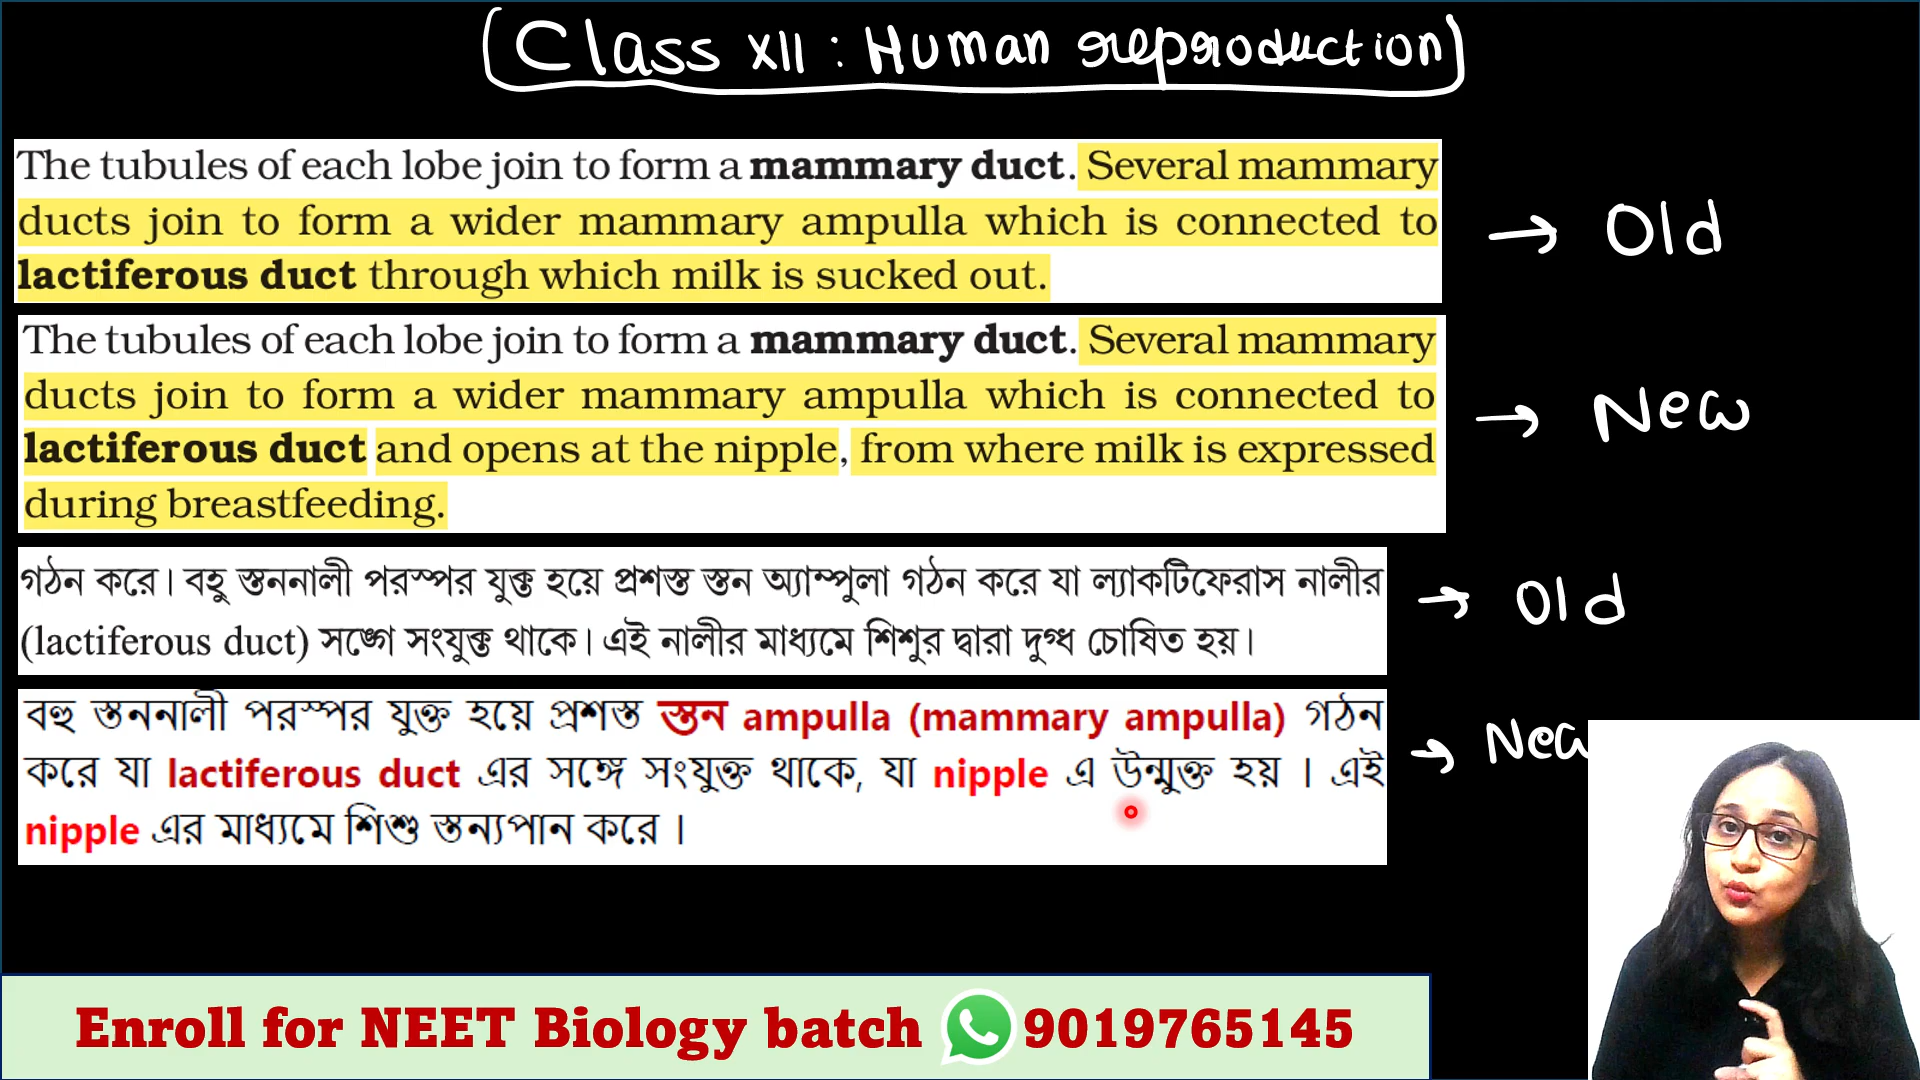 Class XII : Human reproduction
The tubules of each lobe join to form a mammary duct. Several mammary
ducts join to form a wider mammary ampulla which is connected to
lactiferous duct through which milk is sucked out.
→ Old
The tubules of each lobe join to form a mammary duct. Several mammary
ducts join to form a wider mammary ampulla which is connected to
lactiferous duct and opens at the nipple, from where milk is expressed
during breastfeeding.
→ New
গঠন করে। বহু স্তননালী পরস্পর যুক্ত হয়ে প্রশস্ত স্তন অ্যাম্পুলা গঠন করে যা ল্যাকটিফেরাস নালীর
(lactiferous duct) সঙ্গে সংযুক্ত থাকে। এই নালীর মাধ্যমে শিশুর দ্বারা দুগ্ধ চোষিত হয়।
→ Old
বহু স্তননালী পরস্পর যুক্ত হয়ে প্রশস্ত স্তন ampulla (mammary ampulla) গঠন
করে যা lactiferous duct এর সঙ্গে সংযুক্ত থাকে, যা nipple এ উন্মুক্ত হয় । এই
nipple এর মাধ্যমে শিশু স্তন্যপান করে ।
→ New
Enroll for NEET Biology batch 9019765145